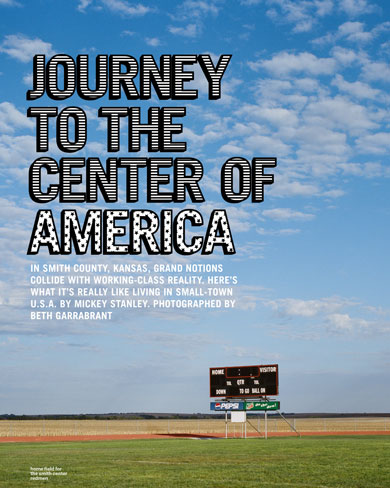 JOURNEY
TO THE
CENTER OF
AMERICA
IN SMITH COUNTY, KANSAS, GRAND NOTIONS
COLLIDE WITH WORKING-CLASS REALITY. HERE'S
WHAT IT'S REALLY LIKE LIVING IN SMALL-TOWN
U.S.A. BY MICKEY STANLEY. PHOTOGRAPHED BY
BETH GARRABRANT
HOME VISITOR
TOL QTR TOL
DOWN TO GO BALL ON
PEPSI
home field for
the smith center
redmen